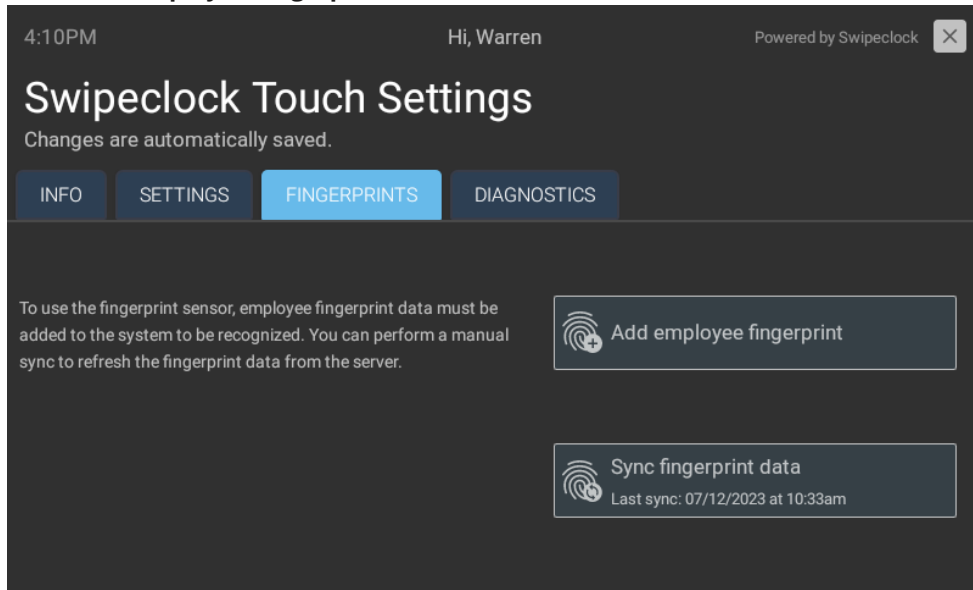 4:10PM Hi, Warren Powered by Swipeclock
Swipeclock Touch Settings
Changes are automatically saved.
INFO SETTINGS FINGERPRINTS DIAGNOSTICS
To use the fingerprint sensor, employee fingerprint data must be
added to the system to be recognized. You can perform a manual
sync to refresh the fingerprint data from the server.
Add employee fingerprint
Sync fingerprint data
Last sync: 07/12/2023 at 10:33am